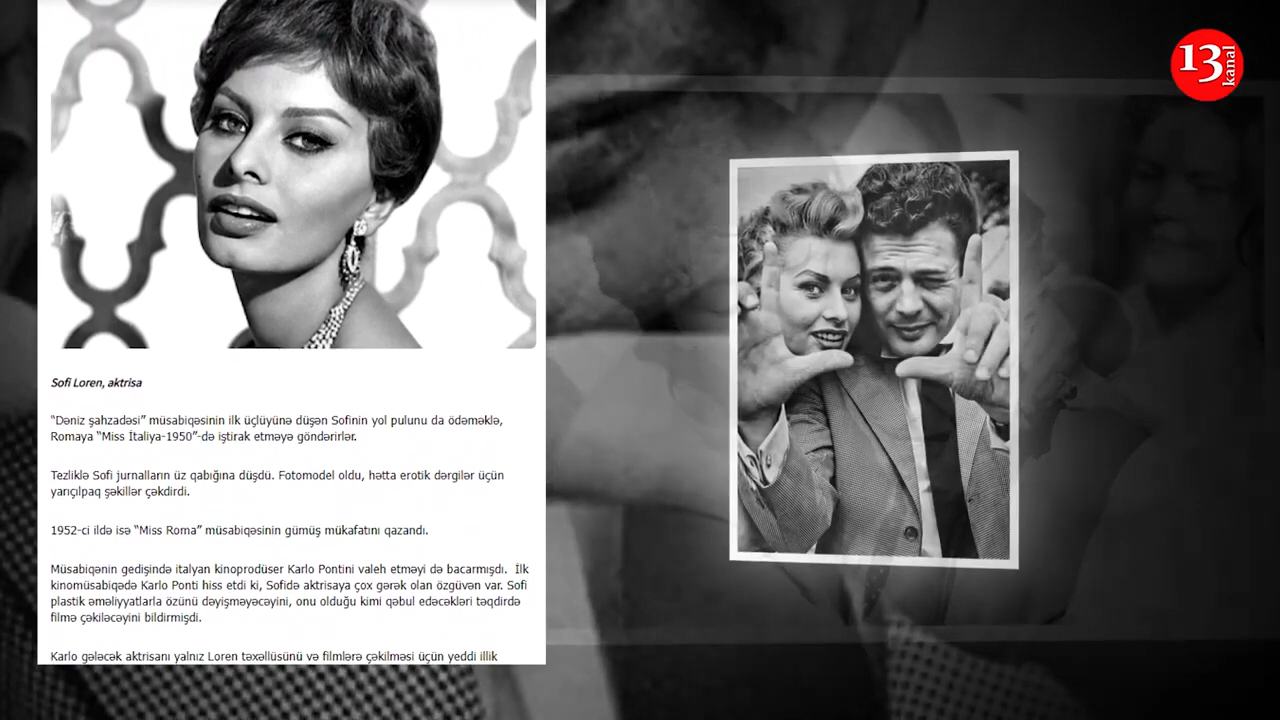 13
kanal
Sofi Loren, aktrisa
“Dəniz şahzadəsi” müsabiqəsinin ilk üçlüyünə düşən Sofinin yol pulunu da ödəməklə,
Romaya “Miss İtaliya-1950”-də iştirak etməyə göndərirlər.
Tezliklə Sofi jurnalların üz qabığına düşdü. Fotomodel oldu, hətta erotik dərgilər üçün
yarıçılpaq şəkillər çəkdirdi.
1952-ci ildə isə “Miss Roma” müsabiqəsinin gümüş mükafatını qazandı.
Müsabiqənin gedişində italyan kinoprodüser Karlo Pontini valeh etməyi də bacarmışdı. İlk
kinomüsabiqədə Karlo Ponti hiss etdi ki, Sofidə aktrisaya çox gərək olan özgüvən var. Sofi
plastik əməliyyatlarla özünü dəyişməyəcəyini, onu olduğu kimi qəbul edəcəkləri təqdirdə
filmə çəkiləcəyini bildirmişdi.
Karlo gələcək aktrisanı yalnız Loren təxəllüsünü və filmlərə çəkilməsi üçün yeddi illik